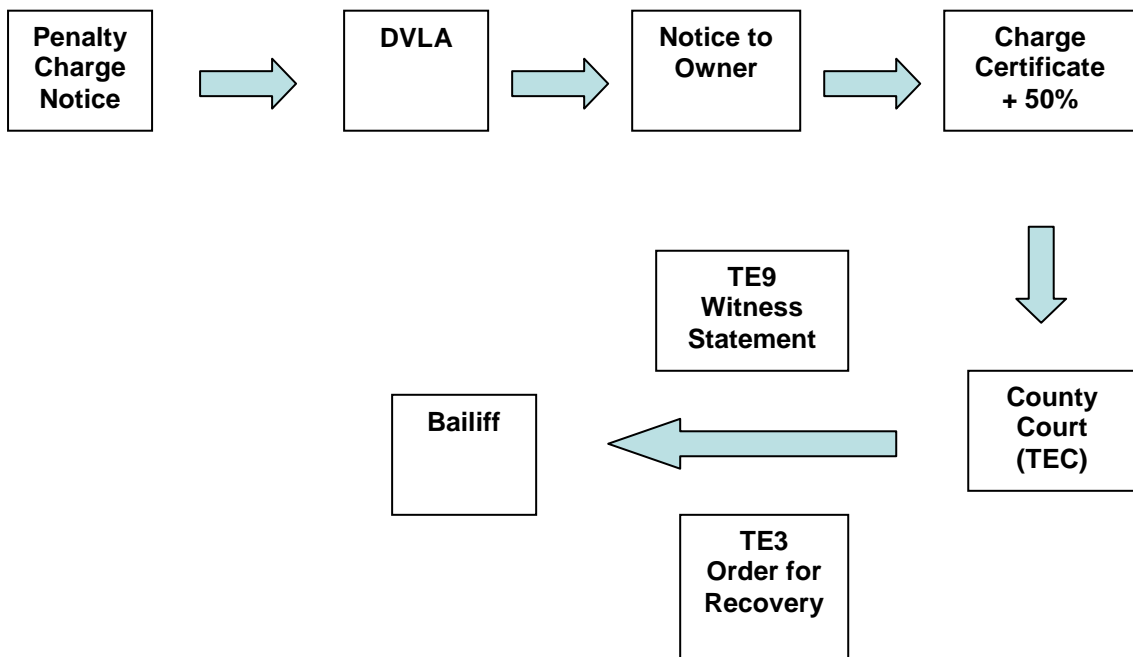 Penalty
Charge
Notice
DVLA
Notice to
Owner
Charge
Certificate
+ 50%
TE9
Witness
Statement
County
Court
(TEC)
Bailiff
TE3
Order for
Recovery